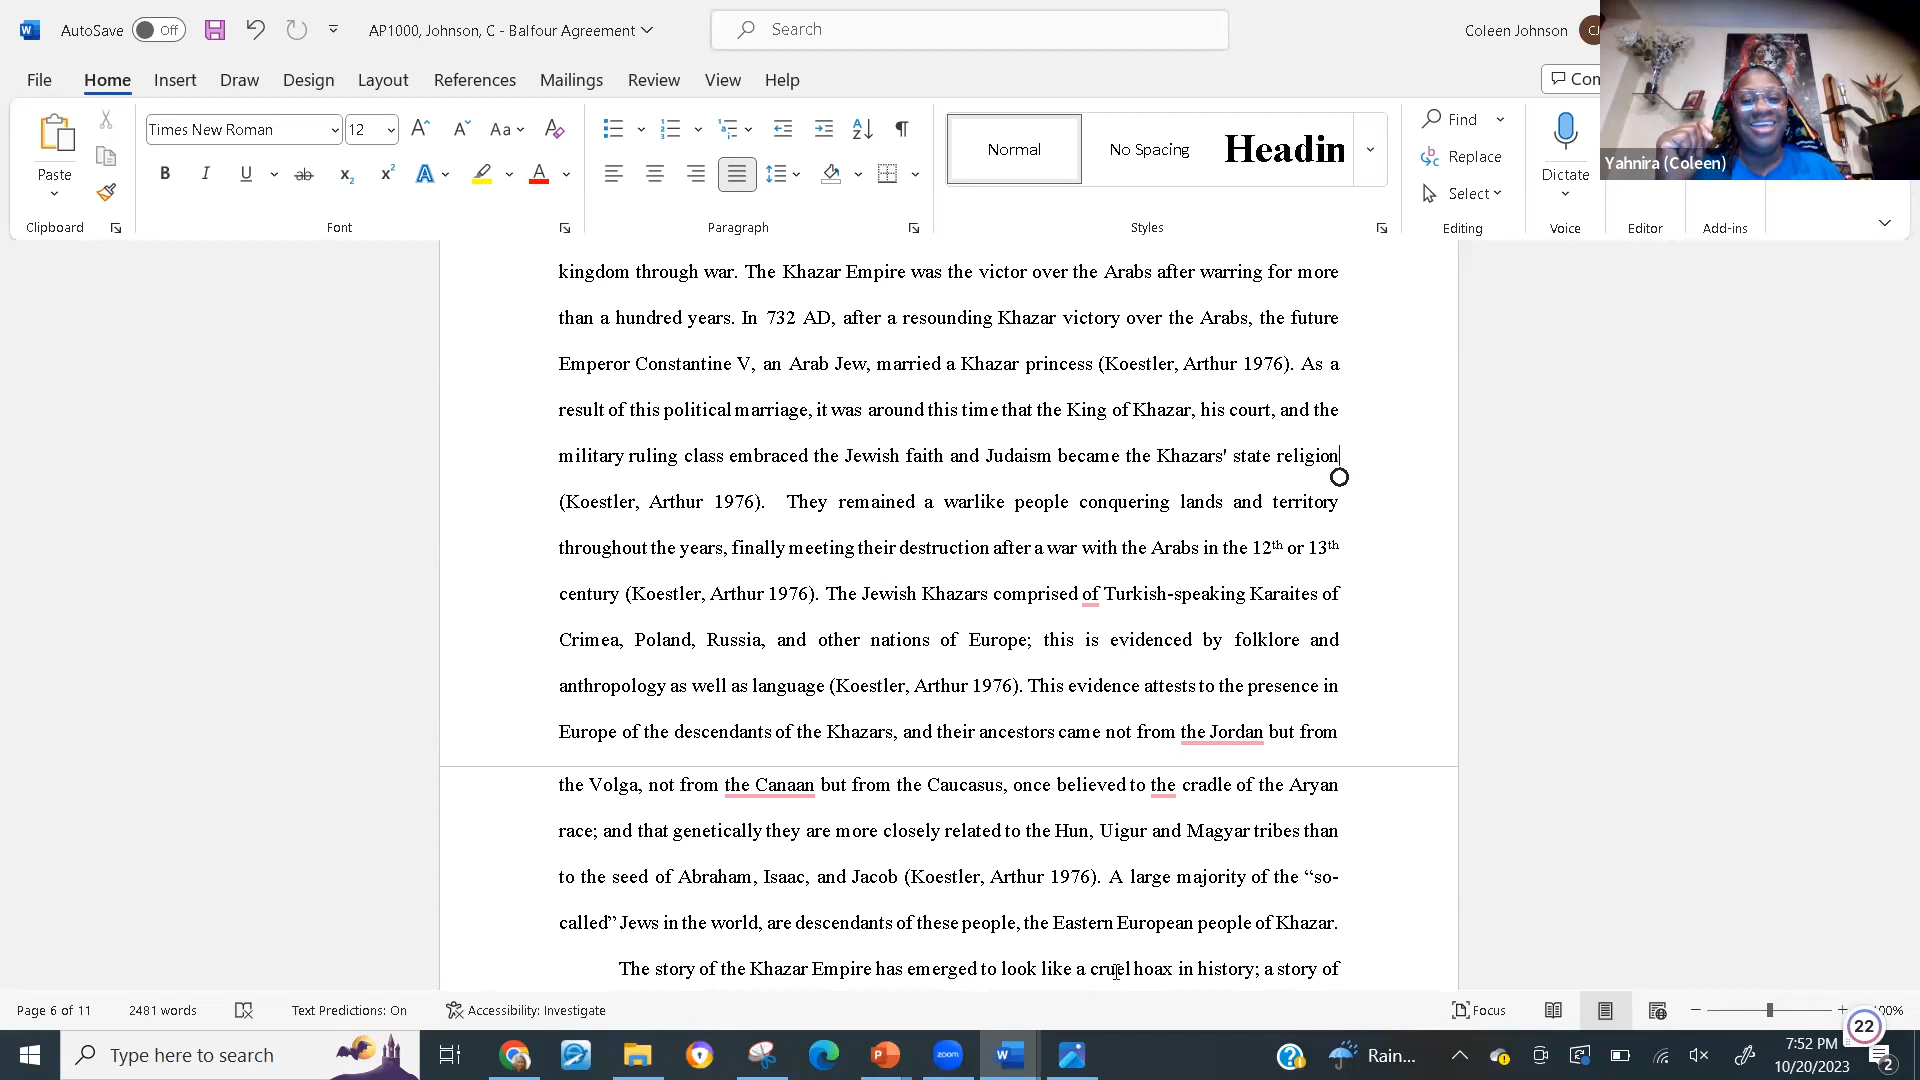 AutoSave Off AP1000, Johnson, C - Balfour Agreement Search Coleen Johnson
File Home Insert Draw Design Layout References Mailings Review View Help
Times New Roman 12 Aa
Paste
Normal No Spacing
Find
Replace
Select
Dictate
Yahnira (Coleen)
Clipboard Font Paragraph Styles Editing Voice Editor Add-ins
kingdom through war. The Khazar Empire was the victor over the Arabs after warring for more
than a hundred years. In 732 AD, after a resounding Khazar victory over the Arabs, the future
Emperor Constantine V, an Arab Jew, married a Khazar princess (Koestler, Arthur 1976). As a
result of this political marriage, it was around this time that the King of Khazar, his court, and the
military ruling class embraced the Jewish faith and Judaism became the Khazars' state religion
(Koestler, Arthur 1976). They remained a warlike people conquering lands and territory
throughout the years, finally meeting their destruction after a war with the Arabs in the 12th or 13th
century (Koestler, Arthur 1976). The Jewish Khazars comprised of Turkish-speaking Karaites of
Crimea, Poland, Russia, and other nations of Europe; this is evidenced by folklore and
anthropology as well as language (Koestler, Arthur 1976). This evidence attests to the presence in
Europe of the descendants of the Khazars, and their ancestors came not from the Jordan but from
the Volga, not from the Canaan but from the Caucasus, once believed to the cradle of the Aryan
race; and that genetically they are more closely related to the Hun, Uigur and Magyar tribes than
to the seed of Abraham, Isaac, and Jacob (Koestler, Arthur 1976). A large majority of the “so-
called” Jews in the world, are descendants of these people, the Eastern European people of Khazar.
The story of the Khazar Empire has emerged to look like a cruel hoax in history; a story of
Page 6 of 11 2481 words Text Predictions: On Accessibility: Investigate Focus
22
Type here to search
Rain...
7:52 PM
10/20/2023
2